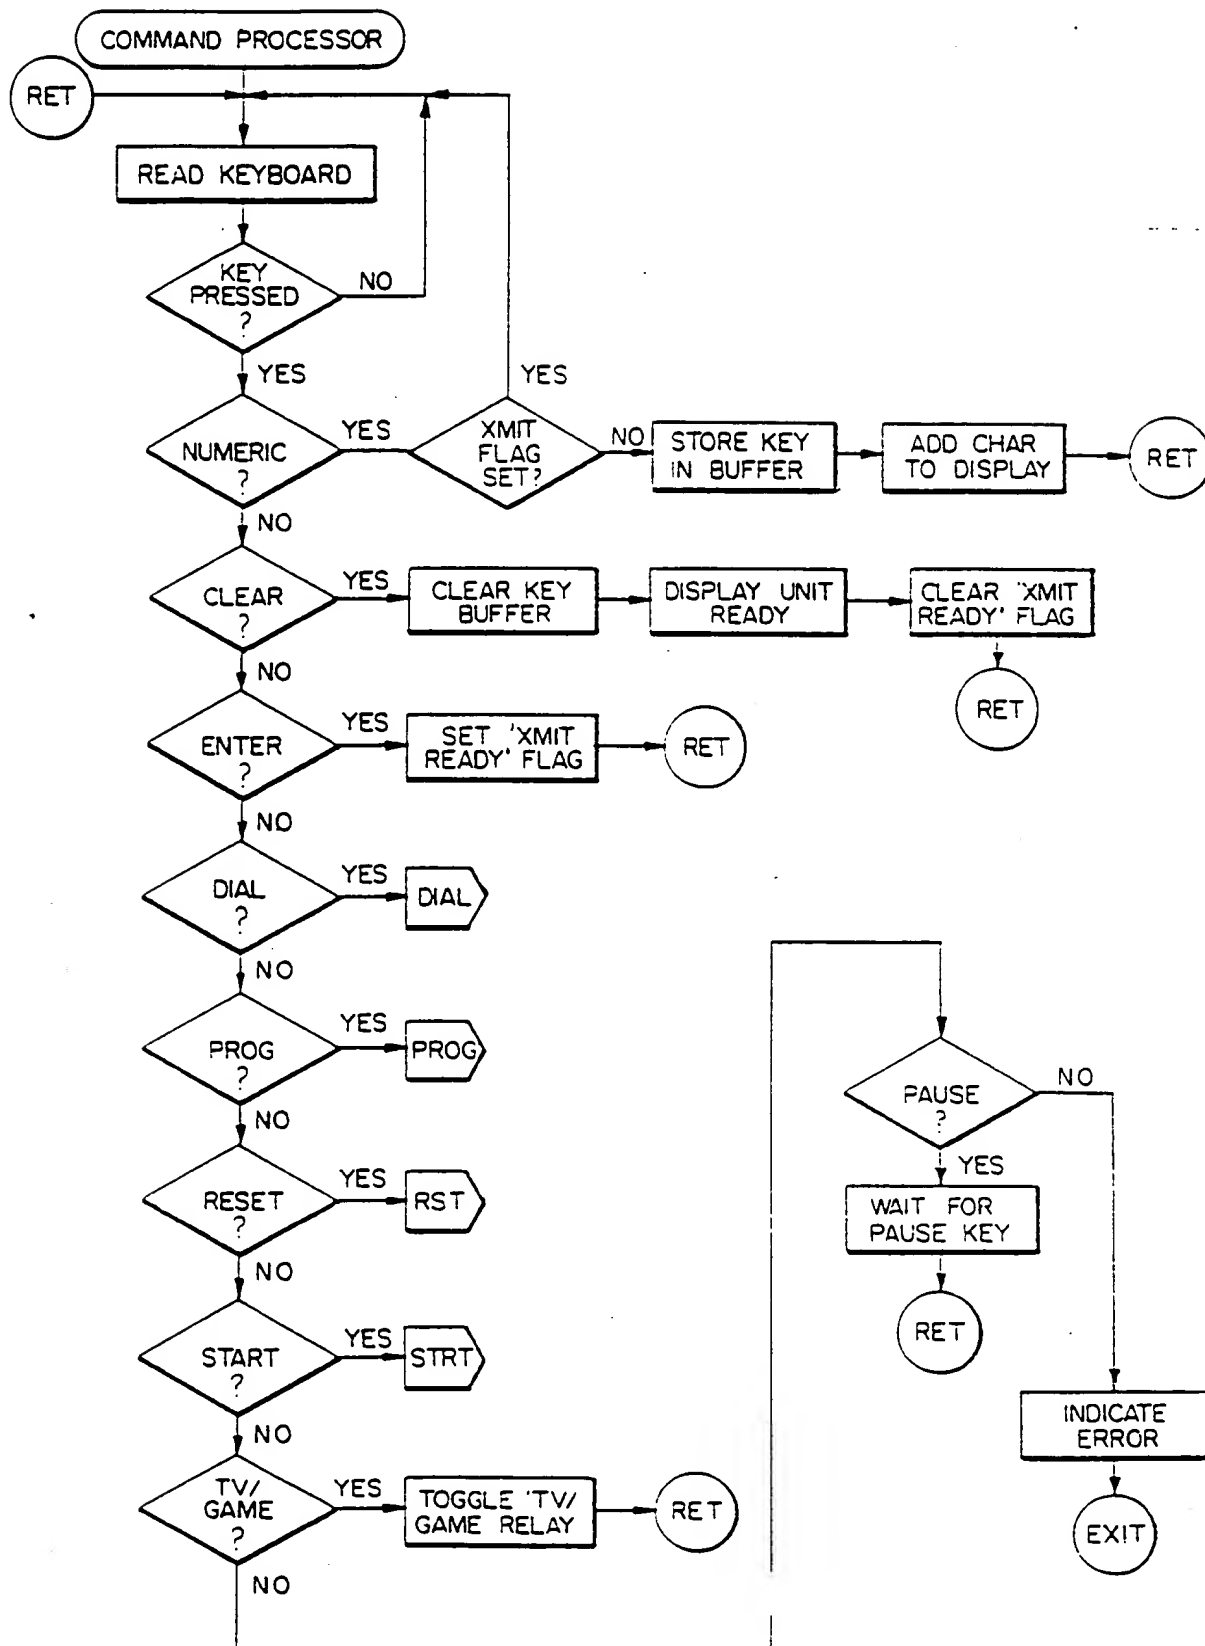 COMMAND PROCESSOR
RET
READ KEYBOARD
KEY
PRESSED
?
NO
YES
NUMERIC
?
YES
XMIT
FLAG
SET?
YES
NO
STORE KEY
IN BUFFER
ADD CHAR
TO DISPLAY
RET
NO
CLEAR
?
YES
CLEAR KEY
BUFFER
DISPLAY UNIT
READY
CLEAR 'XMIT
READY' FLAG
RET
NO
ENTER
?
YES
SET 'XMIT
READY' FLAG
RET
NO
DIAL
?
YES
DIAL
NO
PROG
?
YES
PROG
NO
RESET
?
YES
RST
NO
START
?
YES
STRT
NO
TV/
GAME
?
YES
TOGGLE 'TV/
GAME RELAY
RET
NO
PAUSE
?
NO
YES
WAIT FOR
PAUSE KEY
RET
INDICATE
ERROR
EXIT